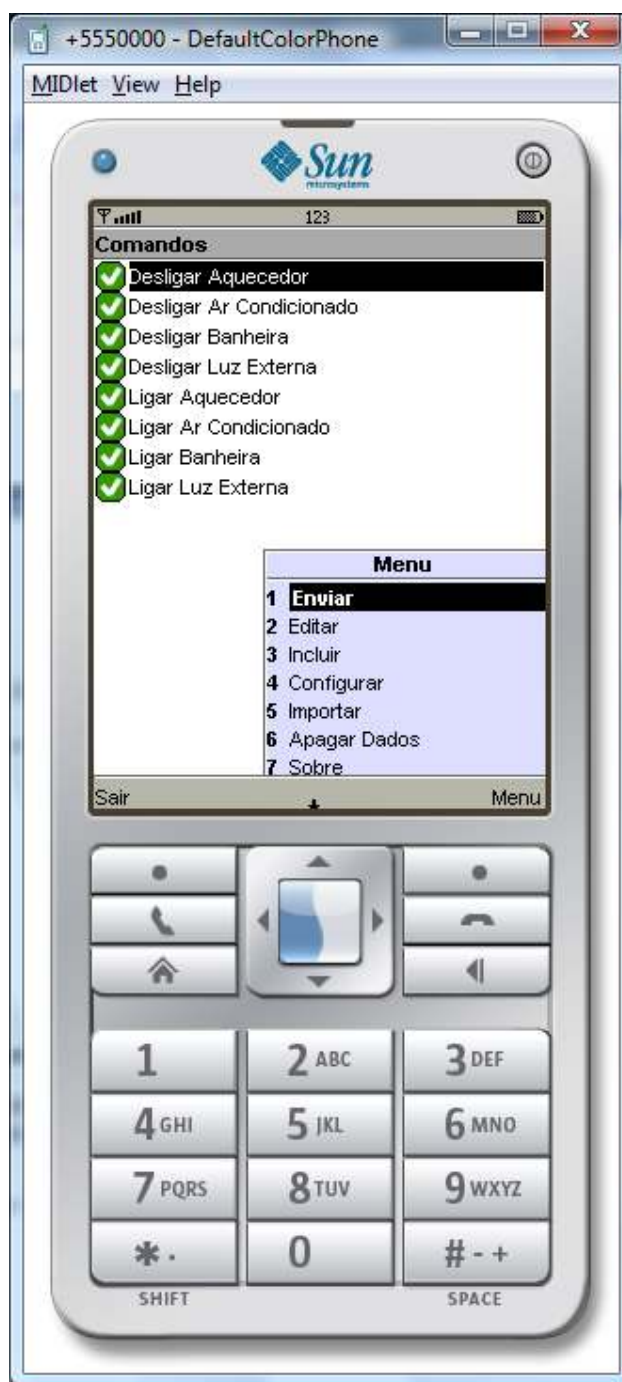 +5550000 - DefaultColorPhone
MIDlet View Help
Sun
microsystems
123
Comandos
Desligar Aquecedor
Desligar Ar Condicionado
Desligar Banheira
Desligar Luz Externa
Ligar Aquecedor
Ligar Ar Condicionado
Ligar Banheira
Ligar Luz Externa
Menu
1 Enviar
2 Editar
3 Incluir
4 Configurar
5 Importar
6 Apagar Dados
7 Sobre
Sair Menu
1 2 ABC 3 DEF
4 GHI 5 JKL 6 MNO
7 PQRS 8 TUV 9 WXYZ
* . 0 # - +
SHIFT SPACE